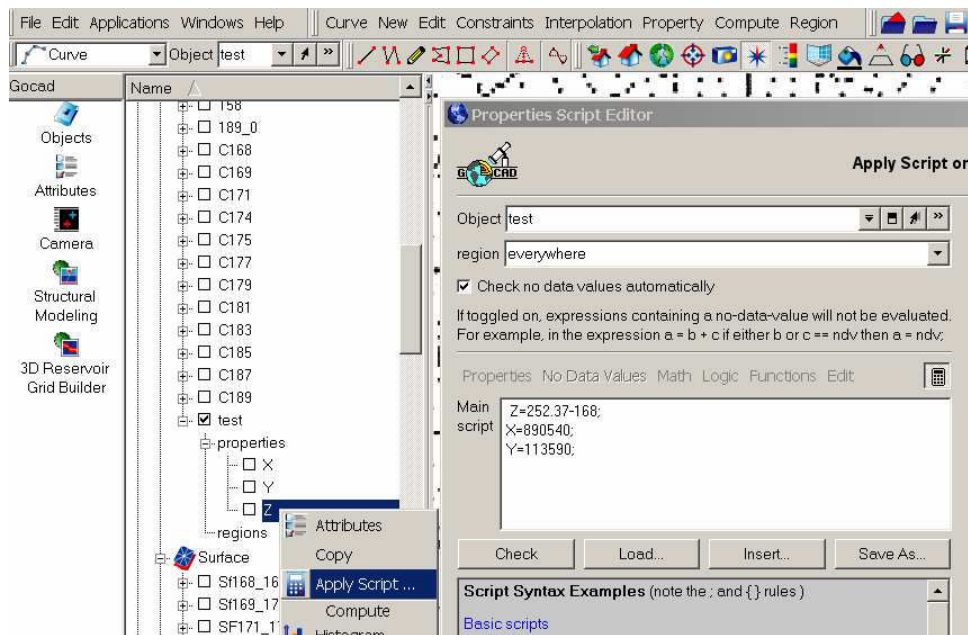 File Edit Applications Windows Help
Curve New Edit Constraints Interpolation Property Compute Region
Curve Object test
Gocad
Objects
Attributes
Camera
Structural
Modeling
3D Reservoir
Grid Builder
Name
158
189_0
C168
C169
C171
C174
C175
C177
C179
C181
C183
C185
C187
C189
test
properties
X
Y
Z
regions
Surface
Sf168_16
Sf169_17
SF171_1
Attributes
Copy
Apply Script ...
Compute
Histogram
Properties Script Editor
GOCAD
Apply Script or
Object test
region everywhere
Check no data values automatically
If toggled on, expressions containing a no-data-value will not be evaluated.
For example, in the expression a = b + c if either b or c == ndv then a = ndv;
Properties No Data Values Math Logic Functions Edit
Main
script
Z=252.37-168;
X=890540;
Y=113590;
Check Load... Insert... Save As...
Script Syntax Examples (note the ; and { } rules )
Basic scripts